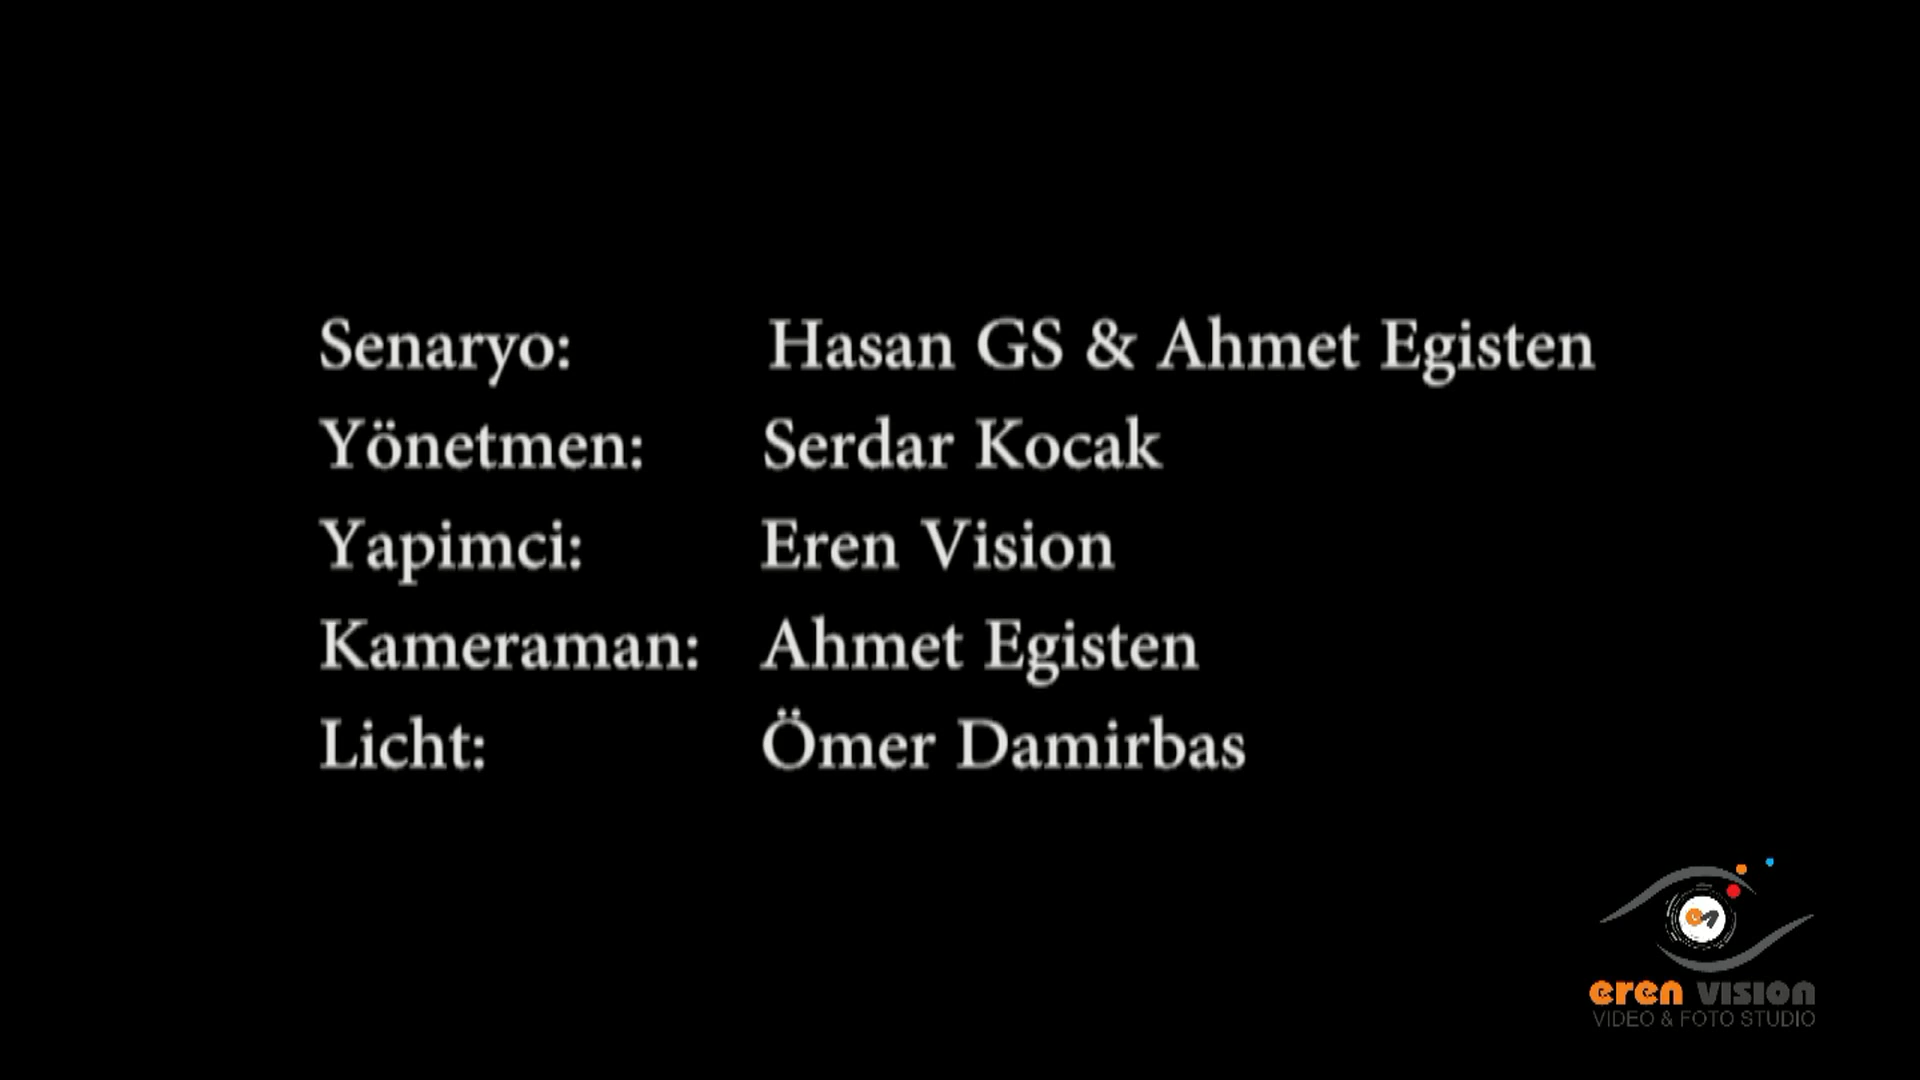 Senaryo: Hasan GS & Ahmet Egisten
Yönetmen: Serdar Kocak
Yapimci: Eren Vision
Kameraman: Ahmet Egisten
Licht: Ömer Damirbas
eren vision
VIDEO & FOTO STUDIO